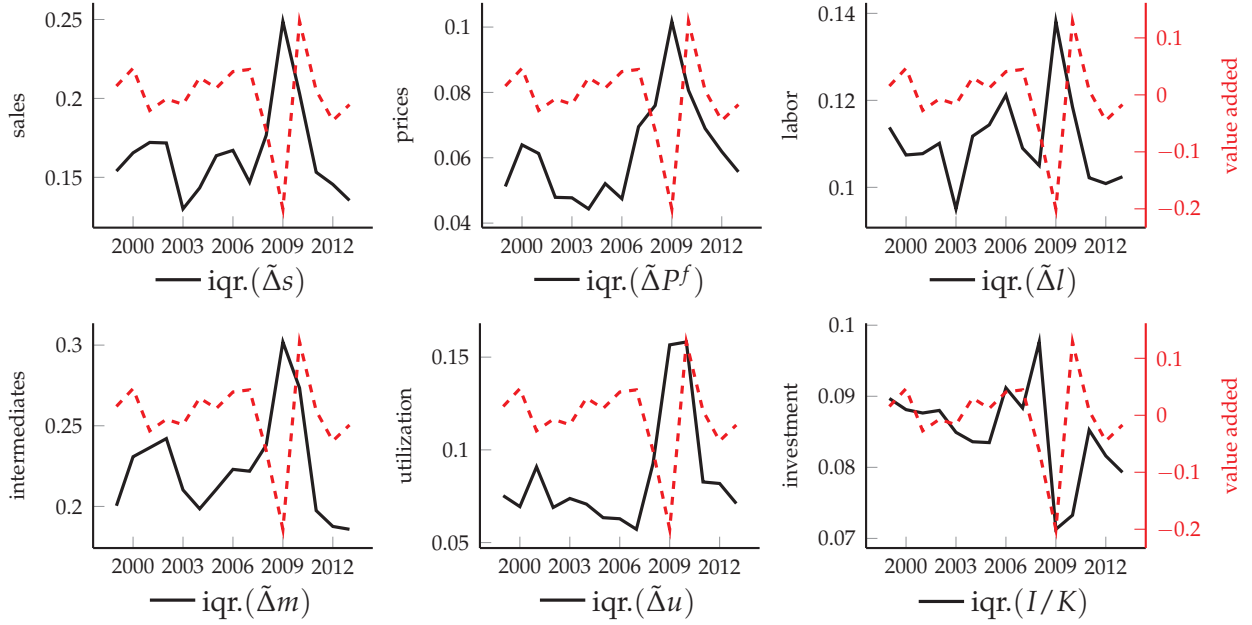 sales
0.25
0.2
0.15
2000 2003 2006 2009 2012
iqr.(Δ̃s)
prices
0.1
0.08
0.06
0.04
2000 2003 2006 2009 2012
iqr.(Δ̃P^f)
labor
0.14
0.12
0.1
2000 2003 2006 2009 2012
iqr.(Δ̃l)
0.1
0
−0.1
−0.2
value added
intermediates
0.3
0.25
0.2
2000 2003 2006 2009 2012
iqr.(Δ̃m)
utilization
0.15
0.1
0.05
2000 2003 2006 2009 2012
iqr.(Δ̃u)
investment
0.1
0.09
0.08
0.07
2000 2003 2006 2009 2012
iqr.(I/K)
0.1
0
−0.1
−0.2
value added